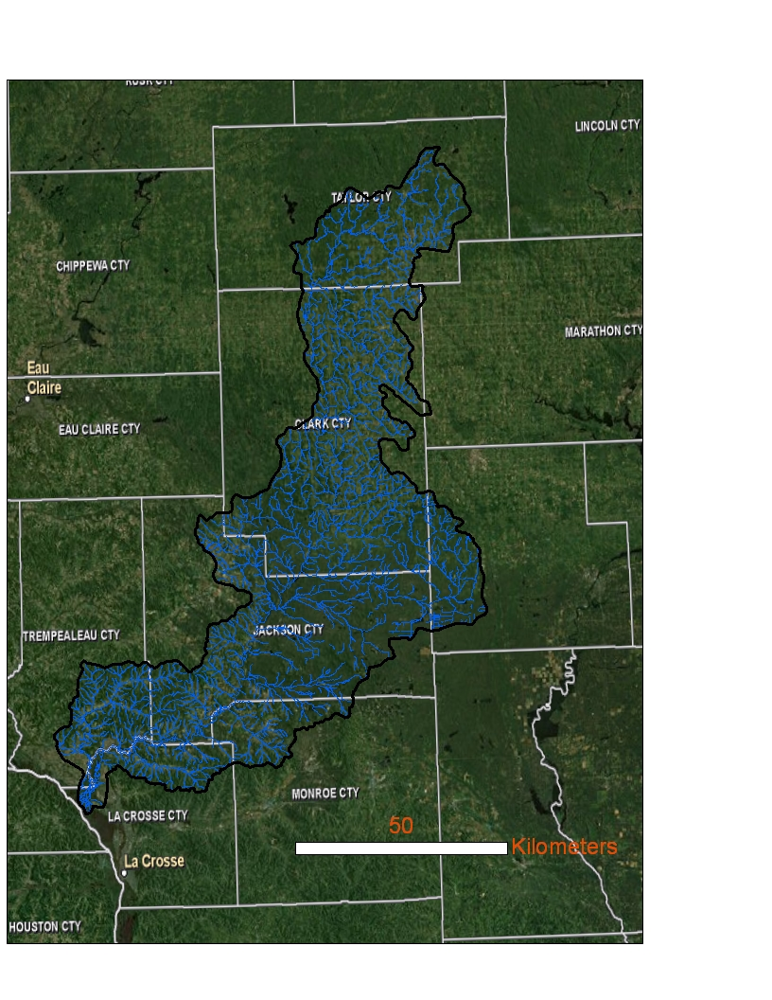 RUSK CTY
LINCOLN CTY
TAYLOR CTY
CHIPPEWA CTY
MARATHON CTY
Eau
Claire
CLARK CTY
EAU CLAIRE CTY
JACKSON CTY
TREMPEALEAU CTY
MONROE CTY
LA CROSSE CTY
50
Kilometers
La Crosse
HOUSTON CTY